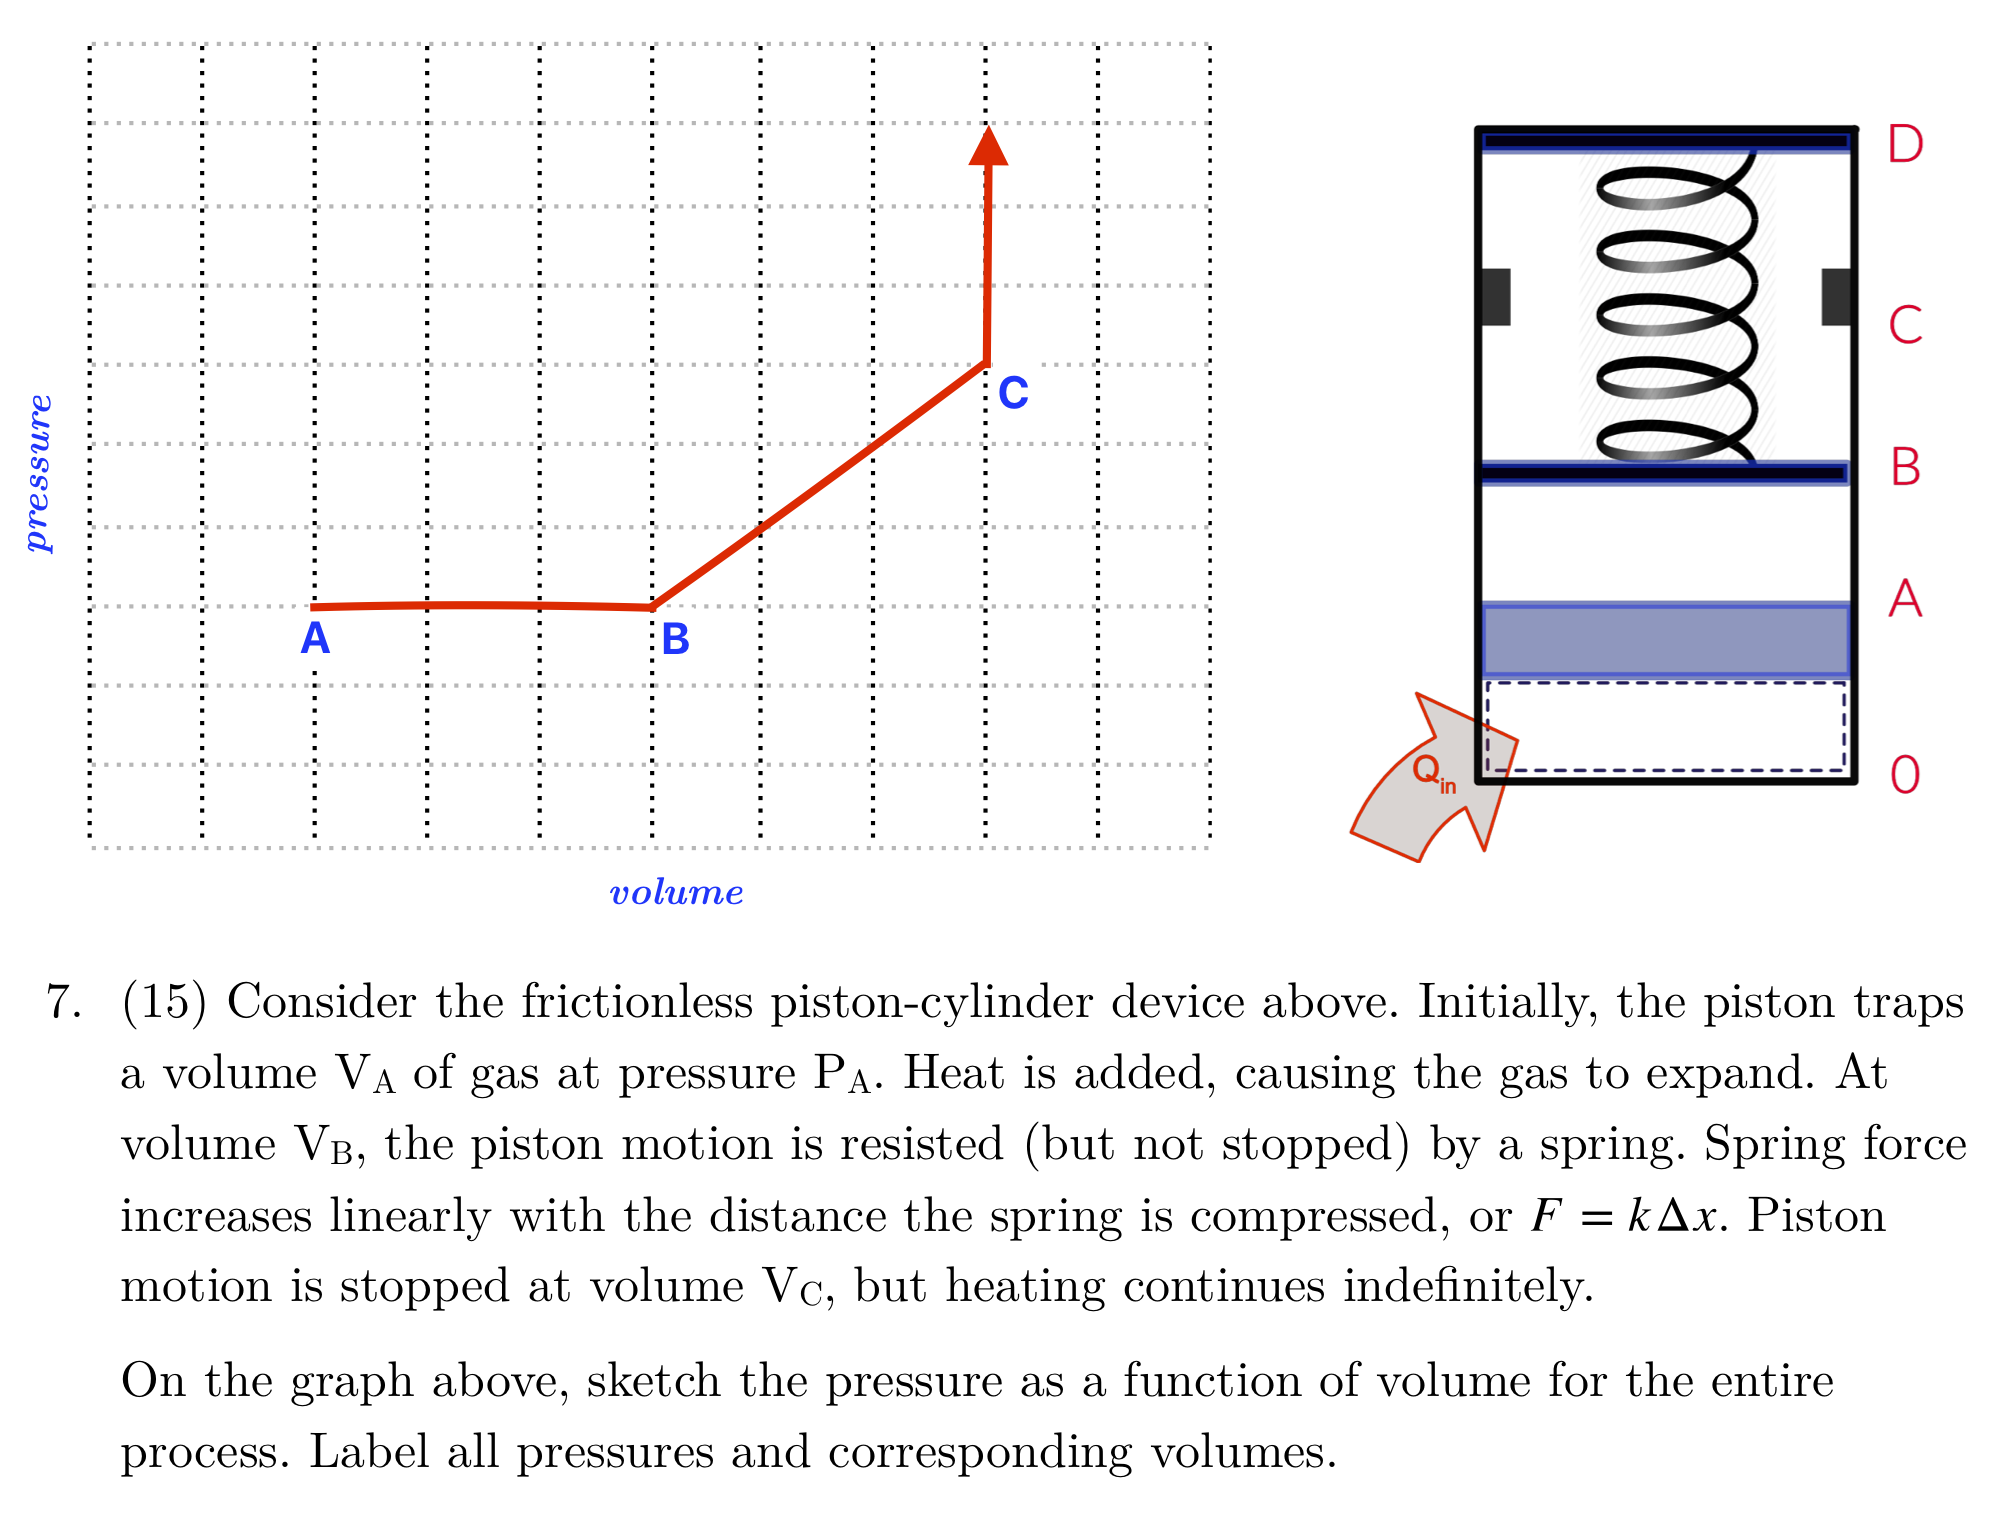 pressure
A
B
C
volume
D
C
B
A
0
Q_in
7. (15) Consider the frictionless piston-cylinder device above. Initially, the piston traps
a volume V_A of gas at pressure P_A. Heat is added, causing the gas to expand. At
volume V_B, the piston motion is resisted (but not stopped) by a spring. Spring force
increases linearly with the distance the spring is compressed, or F = kΔx. Piston
motion is stopped at volume V_C, but heating continues indefinitely.
On the graph above, sketch the pressure as a function of volume for the entire
process. Label all pressures and corresponding volumes.